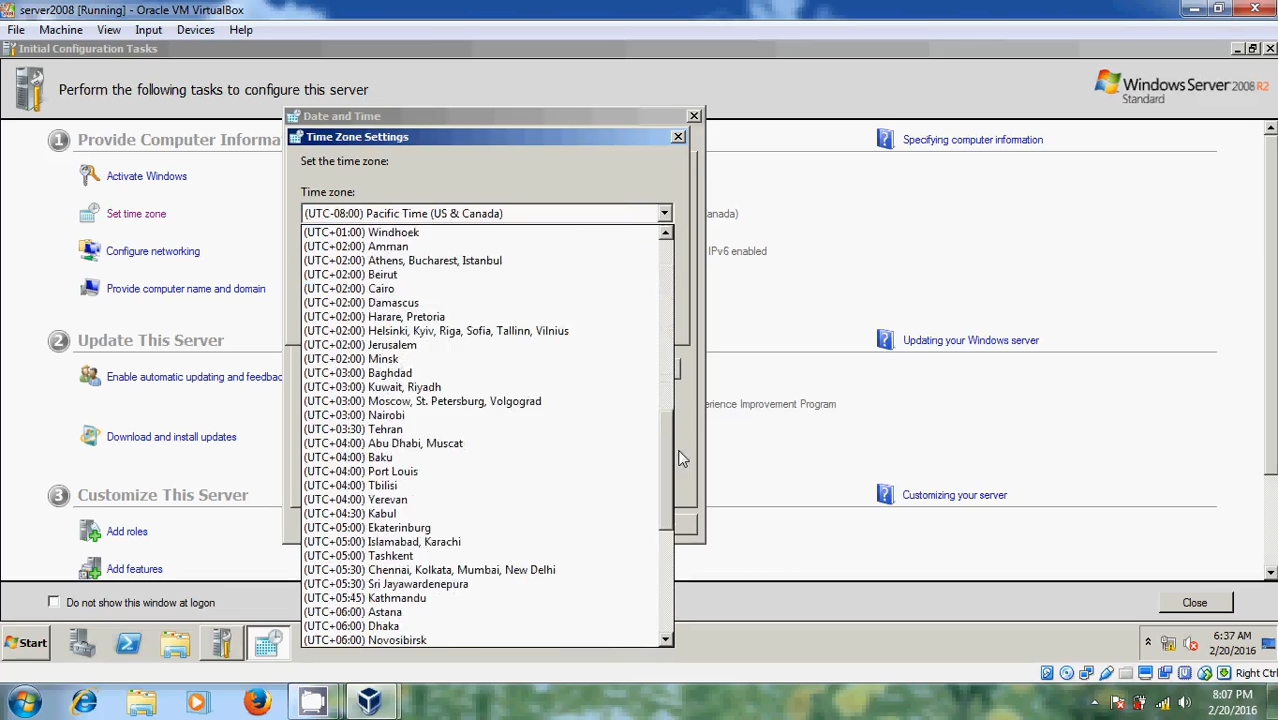 server2008 [Running] - Oracle VM VirtualBox
File Machine View Input Devices Help
Initial Configuration Tasks
Perform the following tasks to configure this server
Windows Server 2008 R2
Standard
Date and Time
Time Zone Settings
Set the time zone:
Time zone:
(UTC-08:00) Pacific Time (US & Canada)
(UTC+01:00) Windhoek
(UTC+02:00) Amman
(UTC+02:00) Athens, Bucharest, Istanbul
(UTC+02:00) Beirut
(UTC+02:00) Cairo
(UTC+02:00) Damascus
(UTC+02:00) Harare, Pretoria
(UTC+02:00) Helsinki, Kyiv, Riga, Sofia, Tallinn, Vilnius
(UTC+02:00) Jerusalem
(UTC+02:00) Minsk
(UTC+03:00) Baghdad
(UTC+03:00) Kuwait, Riyadh
(UTC+03:00) Moscow, St. Petersburg, Volgograd
(UTC+03:00) Nairobi
(UTC+03:30) Tehran
(UTC+04:00) Abu Dhabi, Muscat
(UTC+04:00) Baku
(UTC+04:00) Port Louis
(UTC+04:00) Tbilisi
(UTC+04:00) Yerevan
(UTC+04:30) Kabul
(UTC+05:00) Ekaterinburg
(UTC+05:00) Islamabad, Karachi
(UTC+05:00) Tashkent
(UTC+05:30) Chennai, Kolkata, Mumbai, New Delhi
(UTC+05:30) Sri Jayawardenepura
(UTC+05:45) Kathmandu
(UTC+06:00) Astana
(UTC+06:00) Dhaka
(UTC+06:00) Novosibirsk
1 Provide Computer Informa
Activate Windows
Set time zone
Configure networking
Provide computer name and domain
2 Update This Server
Enable automatic updating and feedbac
Download and install updates
3 Customize This Server
Add roles
Add features
Specifying computer information
anada)
IPv6 enabled
Updating your Windows server
erience Improvement Program
Customizing your server
Do not show this window at logon
Close
Start
6:37 AM
2/20/2016
Right Ctrl
8:07 PM
2/20/2016